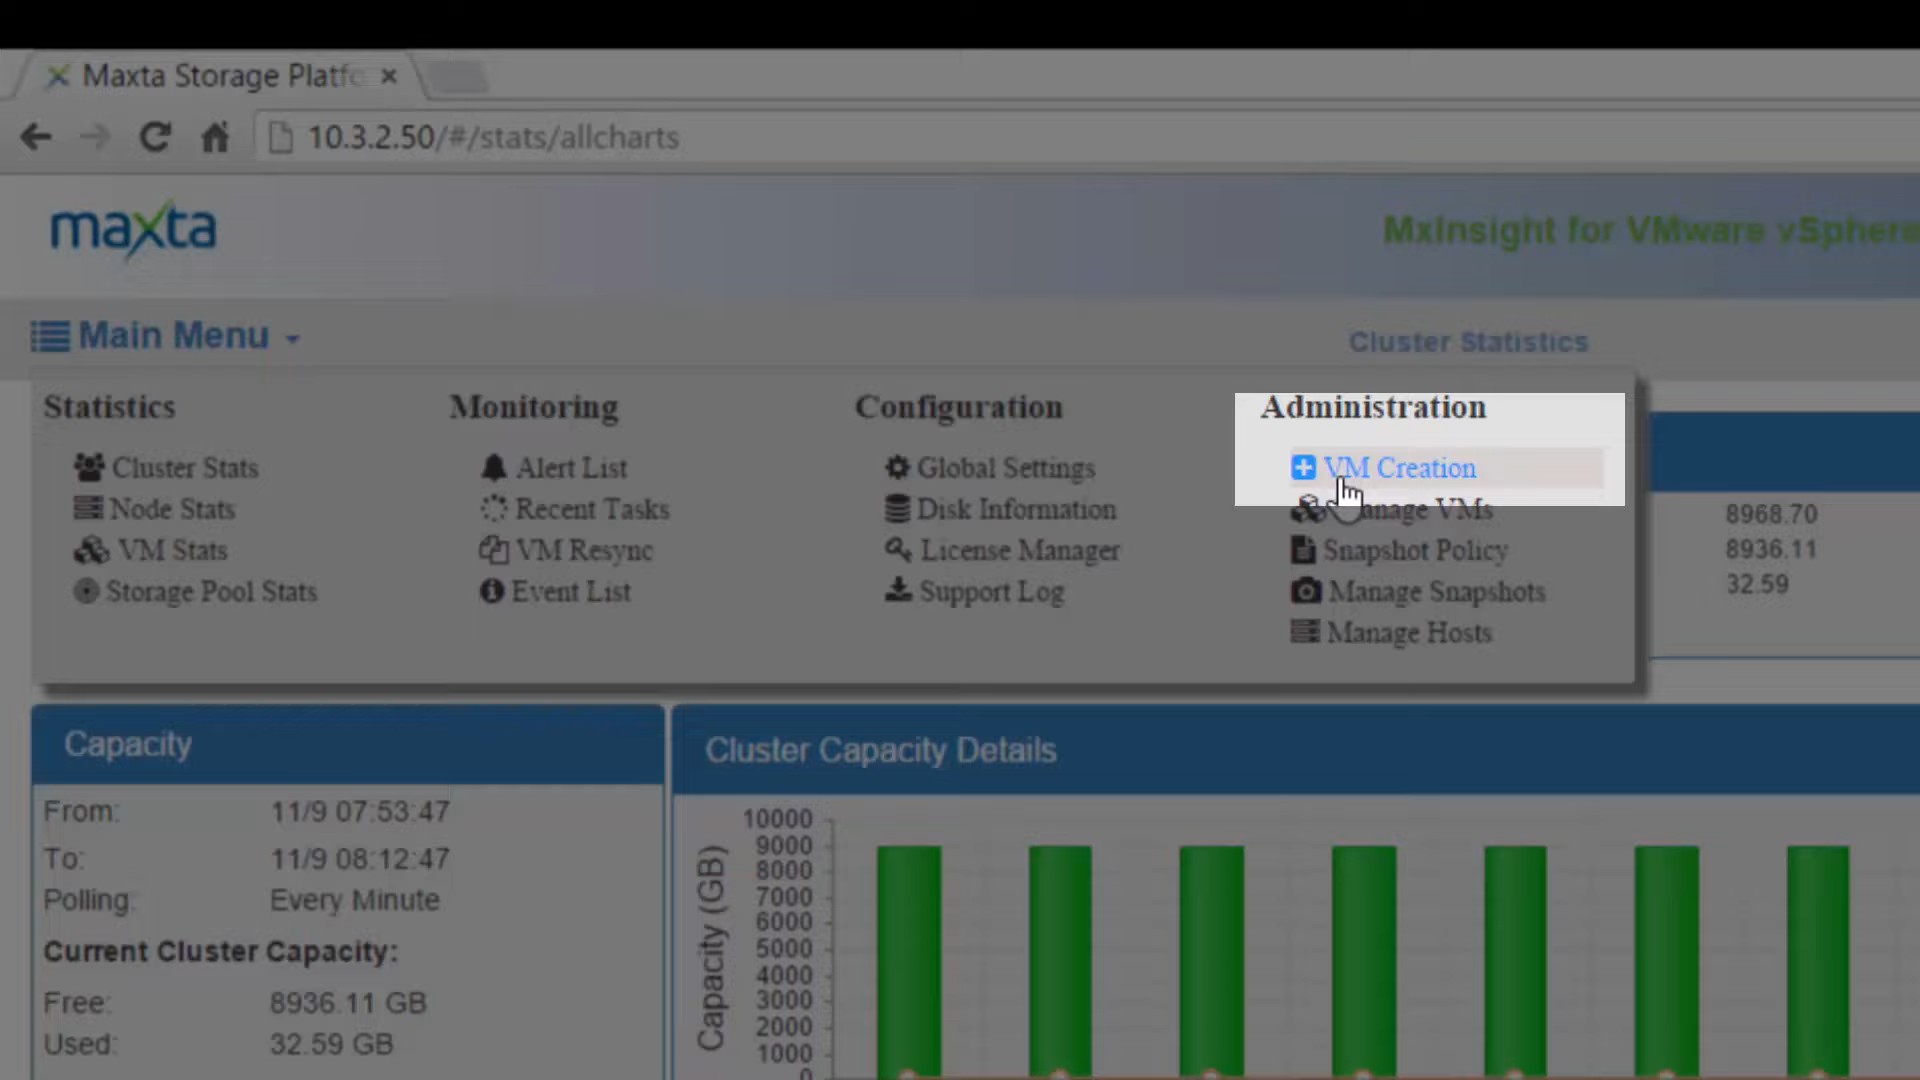 Maxta Storage Platfo
10.3.2.50/#/stats/allcharts
maxta
MxInsight for VMware vSphere
Main Menu
Cluster Statistics
Statistics
Cluster Stats
Node Stats
VM Stats
Storage Pool Stats
Monitoring
Alert List
Recent Tasks
VM Resync
Event List
Configuration
Global Settings
Disk Information
License Manager
Support Log
Administration
VM Creation
anage VMs
Snapshot Policy
Manage Snapshots
Manage Hosts
8968.70
8936.11
32.59
Capacity
From: 11/9 07:53:47
To: 11/9 08:12:47
Polling: Every Minute
Current Cluster Capacity:
Free: 8936.11 GB
Used: 32.59 GB
Cluster Capacity Details
Capacity (GB)
10000
9000
8000
7000
6000
5000
4000
3000
2000
1000
0